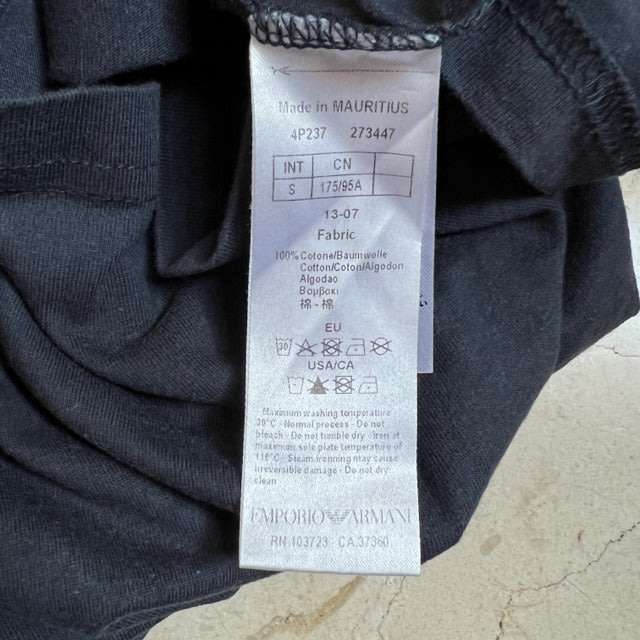 Made in MAURITIUS
4P237 273447
INT CN
S 175/95A
13-07
Fabric
100% Cotone/Baumwolle
Cotton/Coton/Algodon
Algodao
棉 - 棉
EU
30
USA/CA
Maximum washing temperature
30°C - Normal process - Do not
bleach - Do not tumble dry - Iron at
maximum sole plate temperature of
110°C - Steam ironing may cause
irreversible damage - Do not dry
clean
EMPORIO ARMANI
RN 103723 CA 37360